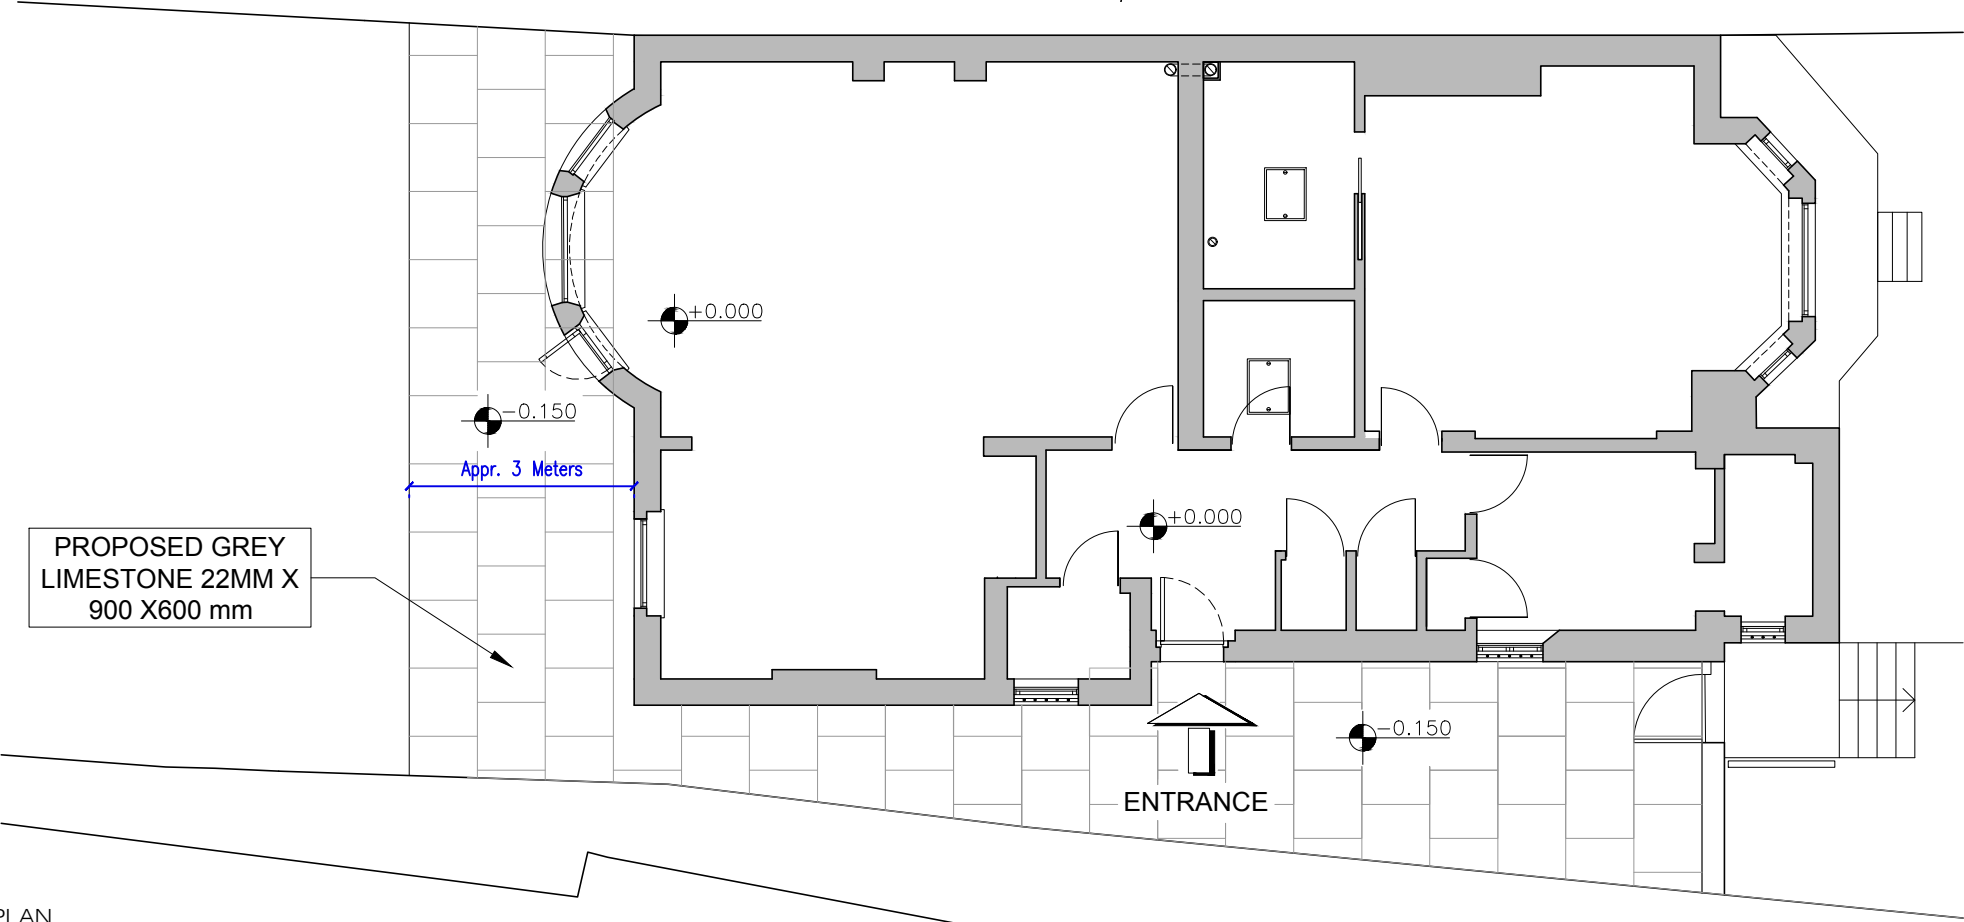 +0.000
-0.150
Appr. 3 Meters
+0.000
PROPOSED GREY
LIMESTONE 22MM X
900 X600 mm
-0.150
ENTRANCE
PLAN